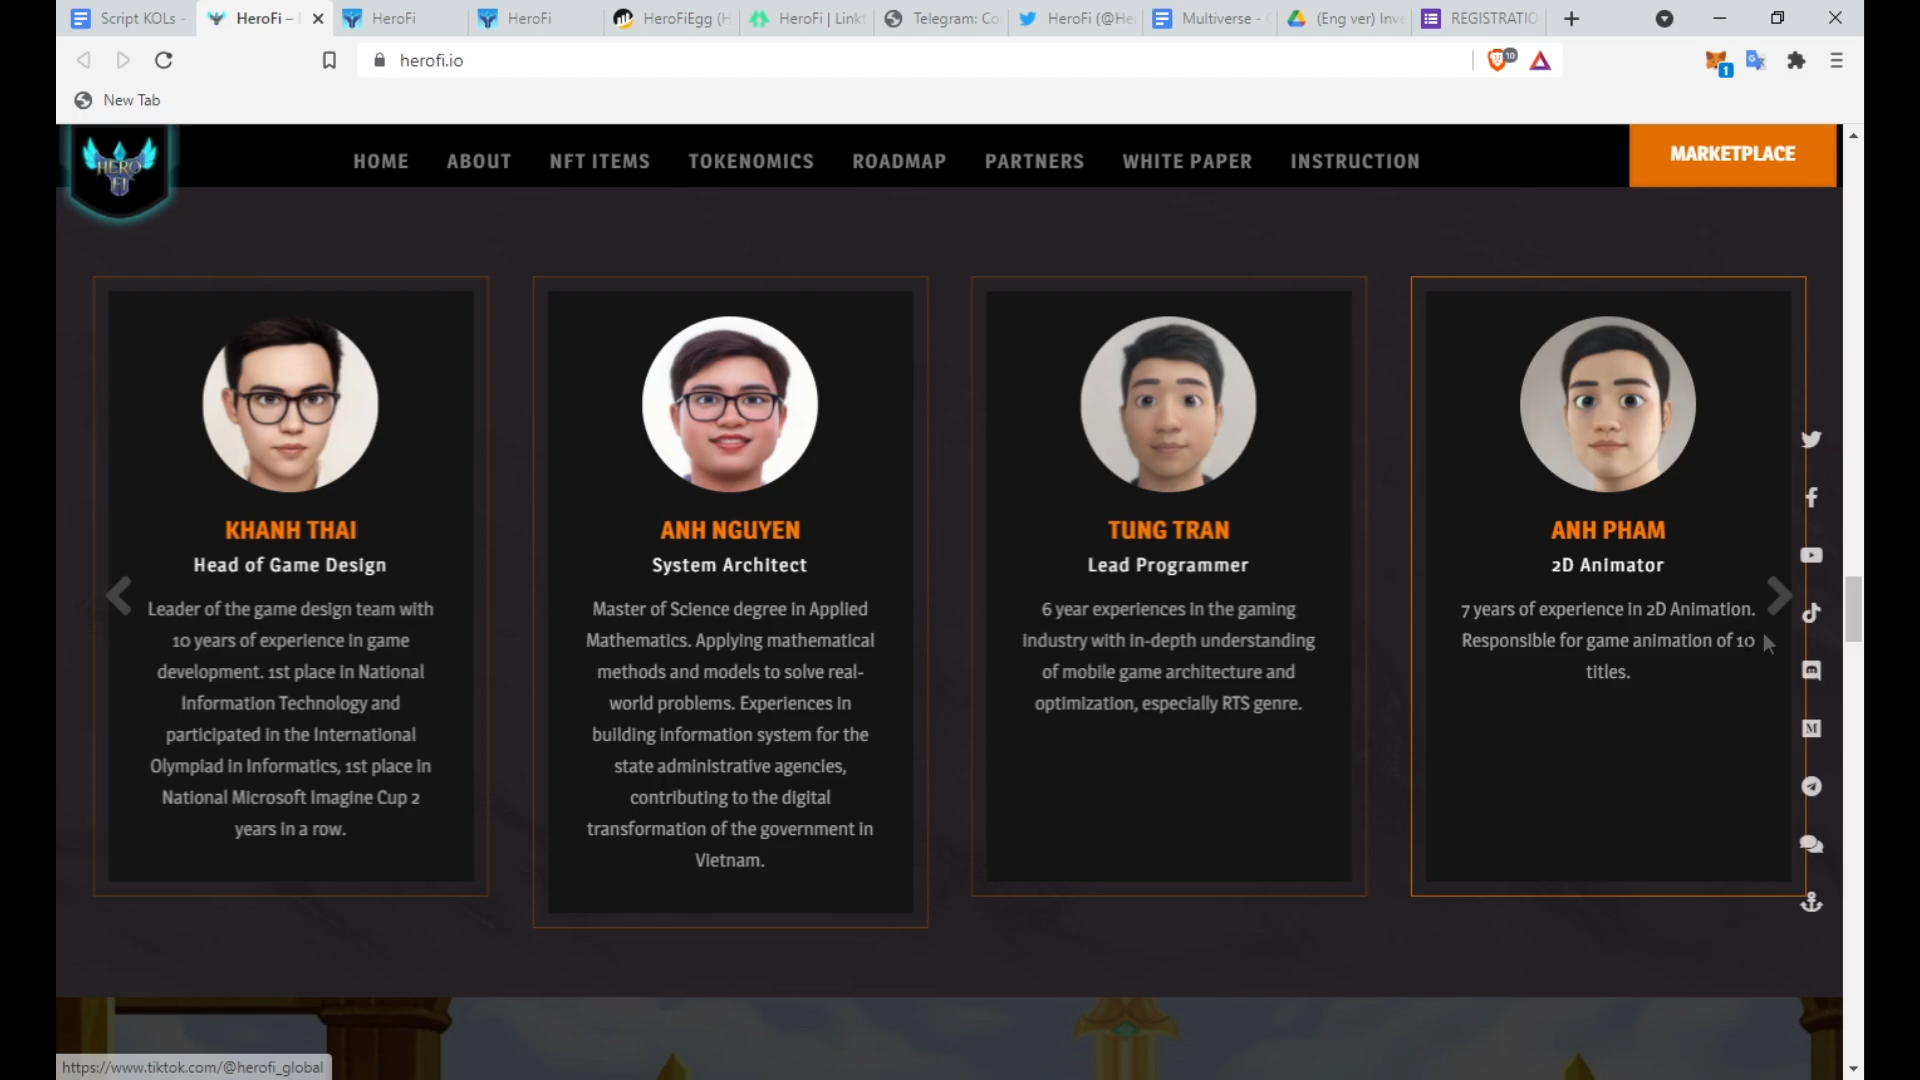 Script KOLs -
HeroFi –
HeroFi
HeroFi
HeroFiEgg (H
HeroFi | Linkt
Telegram: Co
HeroFi (@He
Multiverse -
(Eng ver) Inve
REGISTRATIO
herofi.io
10
1
New Tab
HERO
FI
HOME
ABOUT
NFT ITEMS
TOKENOMICS
ROADMAP
PARTNERS
WHITE PAPER
INSTRUCTION
MARKETPLACE
KHANH THAI
Head of Game Design
Leader of the game design team with
10 years of experience in game
development. 1st place in National
Information Technology and
participated in the International
Olympiad in Informatics, 1st place in
National Microsoft Imagine Cup 2
years in a row.
ANH NGUYEN
System Architect
Master of Science degree in Applied
Mathematics. Applying mathematical
methods and models to solve real-
world problems. Experiences in
building information system for the
state administrative agencies,
contributing to the digital
transformation of the government in
Vietnam.
TUNG TRAN
Lead Programmer
6 year experiences in the gaming
industry with in-depth understanding
of mobile game architecture and
optimization, especially RTS genre.
ANH PHAM
2D Animator
7 years of experience in 2D Animation.
Responsible for game animation of 10
titles.
https://www.tiktok.com/@herofi_global